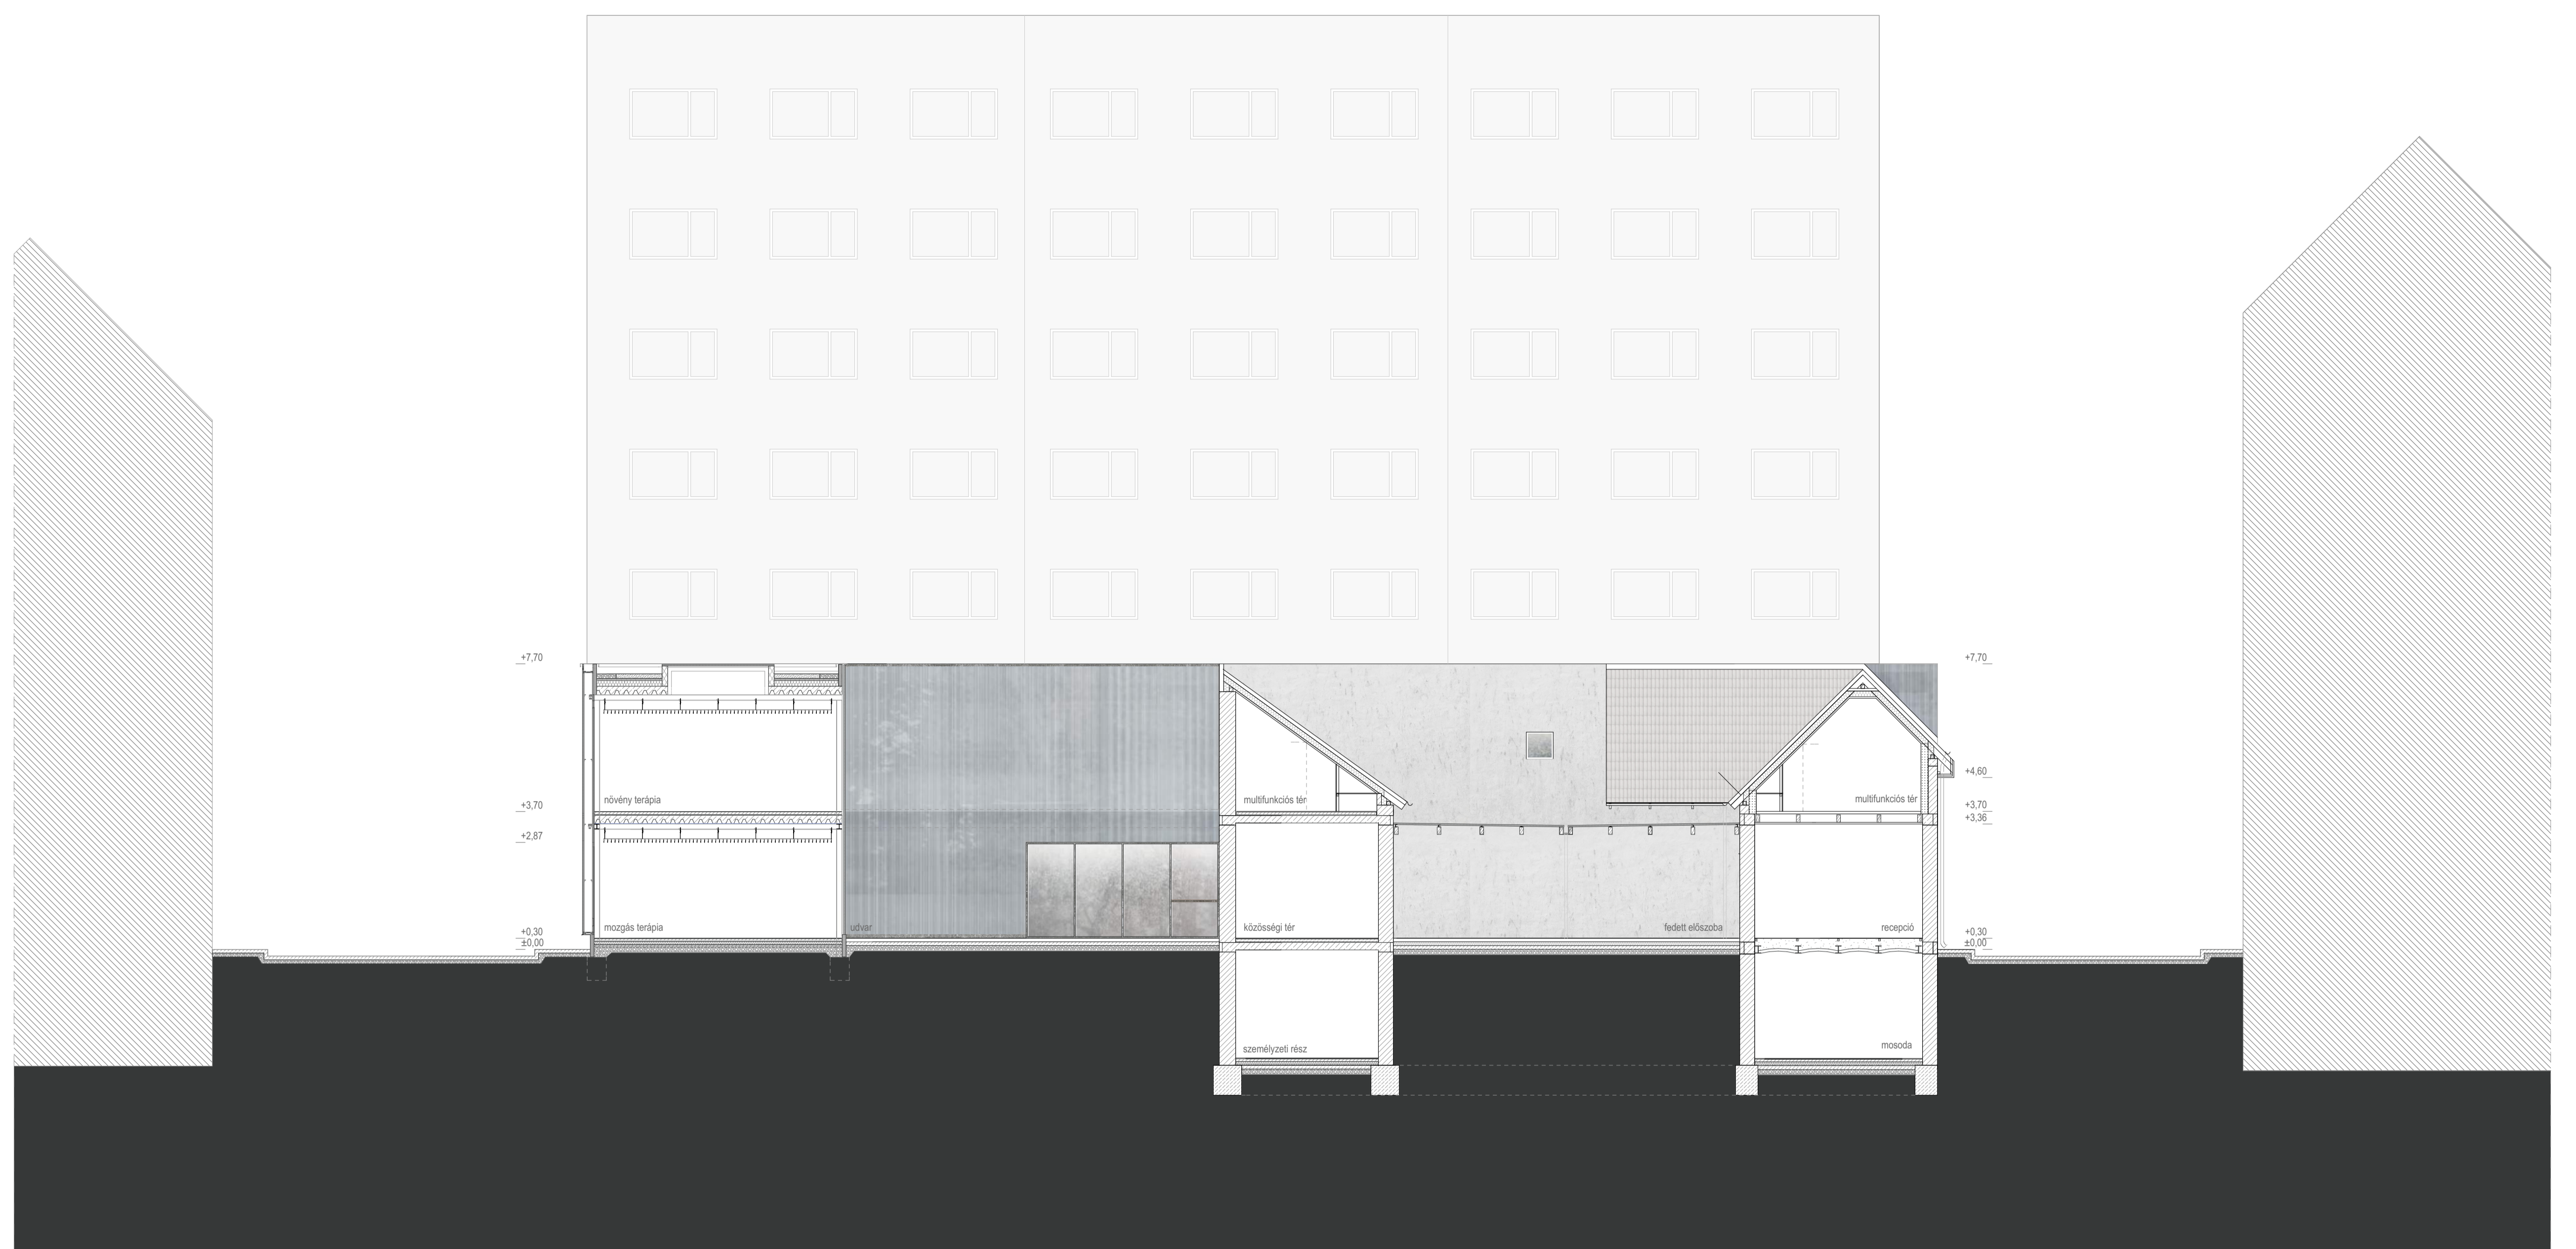 +7,70
+7,70
+4,60
növény terápia
multifunkciós tér
multifunkciós tér
+3,70
+3,70
+3,36
+2,87
mozgás terápia
udvar
közösségi tér
fedett előszoba
recepció
+0,30
±0,00
+0,30
±0,00
személyzeti rész
mosoda